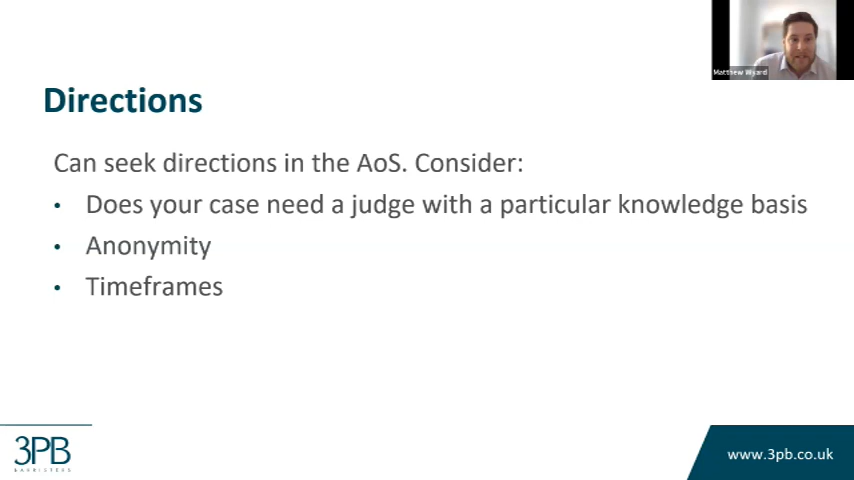 Matthew Wyard
Directions
Can seek directions in the AoS. Consider:
• Does your case need a judge with a particular knowledge basis
• Anonymity
• Timeframes
3PB
BARRISTERS
www.3pb.co.uk